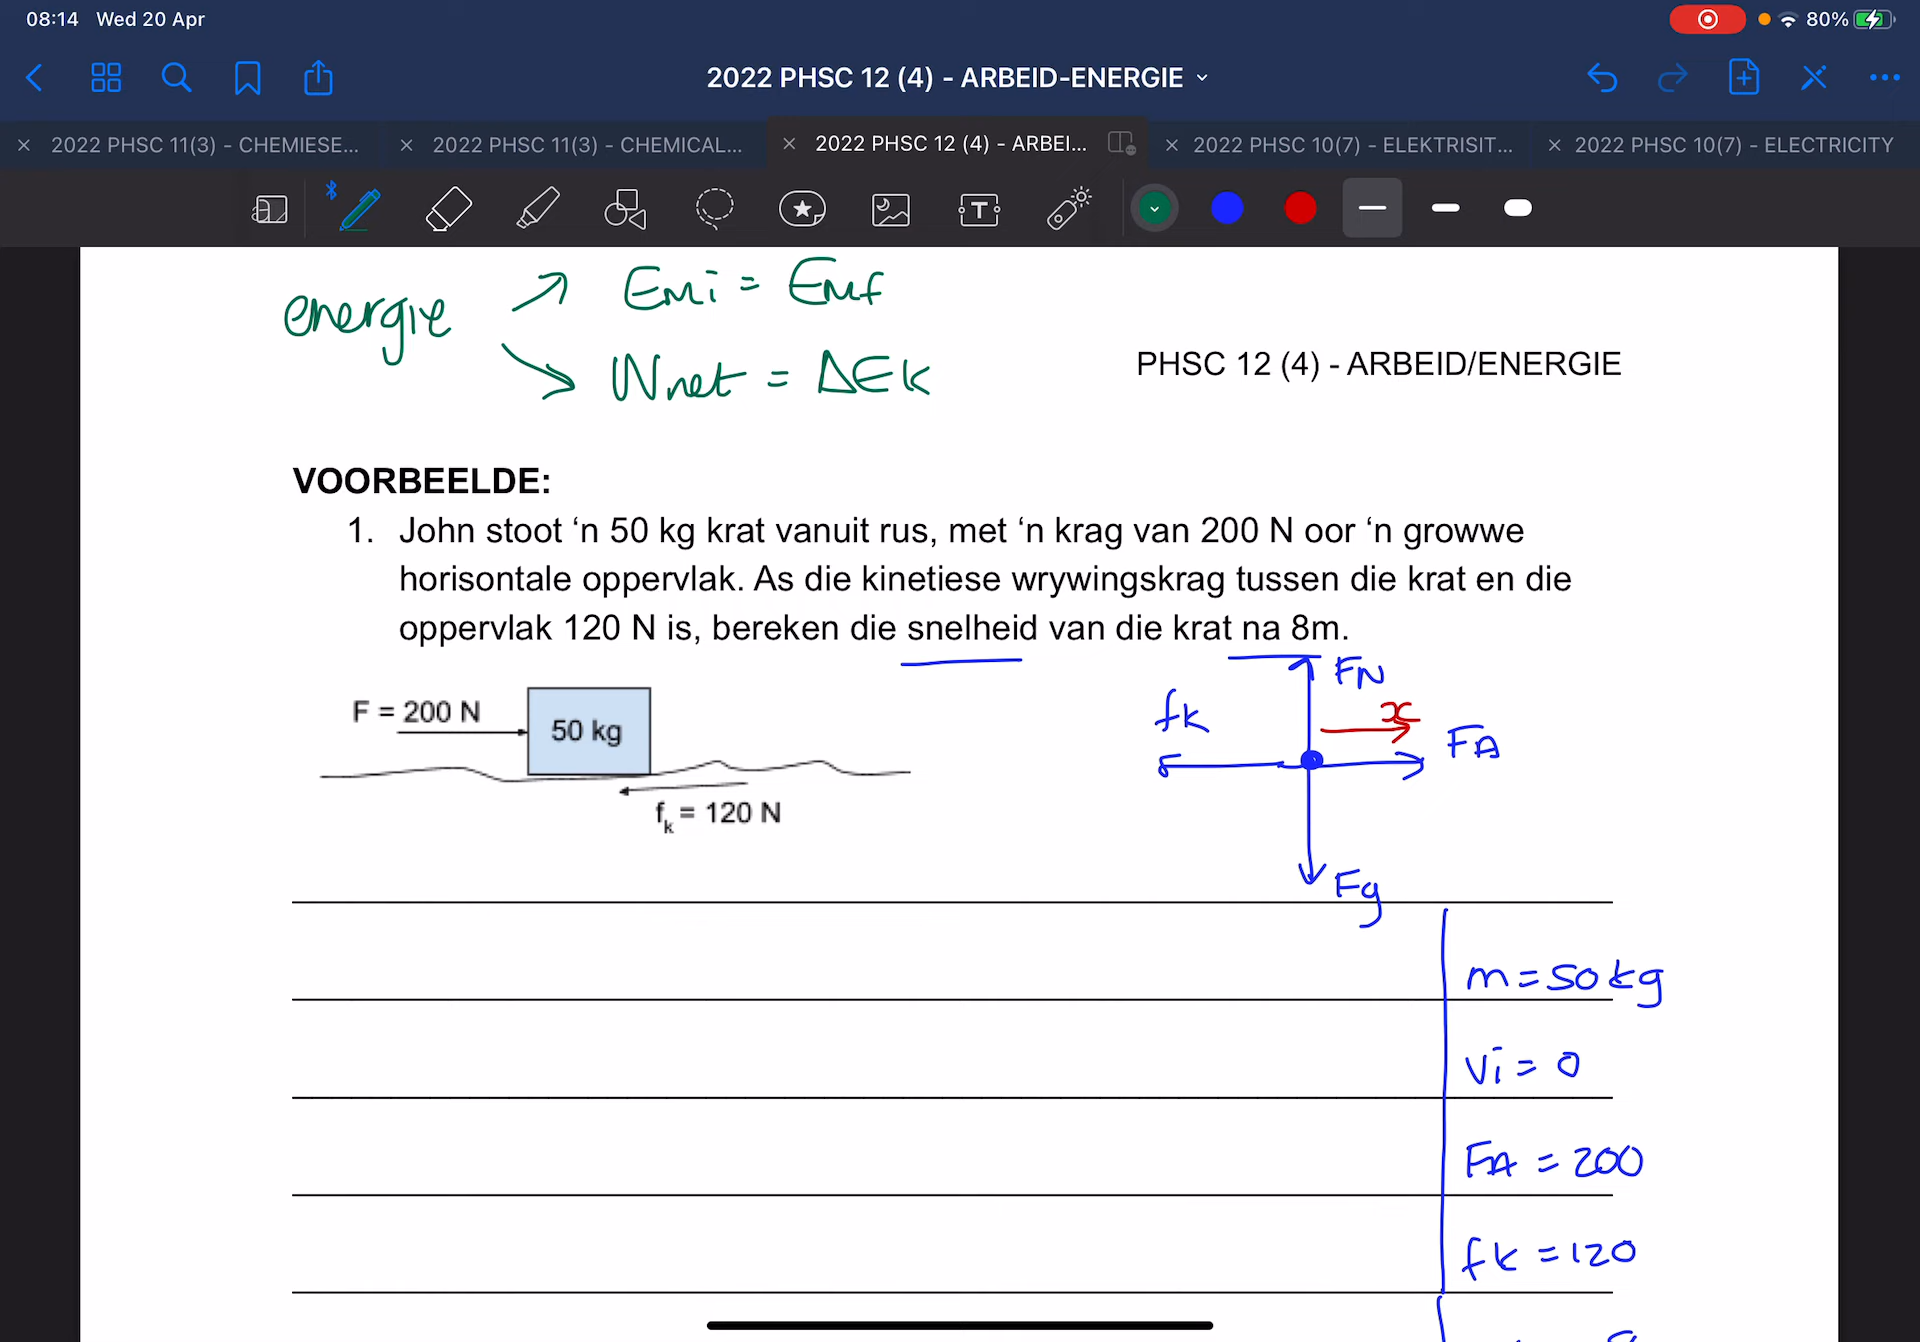 08:14 Wed 20 Apr
80%
2022 PHSC 12 (4) - ARBEID-ENERGIE
2022 PHSC 11(3) - CHEMIESE...
2022 PHSC 11(3) - CHEMICAL...
2022 PHSC 12 (4) - ARBEI...
2022 PHSC 10(7) - ELEKTRISIT...
2022 PHSC 10(7) - ELECTRICITY
T
energie
Emi = Emf
Wnet = ΔEk
PHSC 12 (4) - ARBEID/ENERGIE
VOORBEELDE:
1. John stoot ‘n 50 kg krat vanuit rus, met ‘n krag van 200 N oor ‘n growwe
horisontale oppervlak. As die kinetiese wrywingskrag tussen die krat en die
oppervlak 120 N is, bereken die snelheid van die krat na 8m.
F = 200 N
50 kg
fk = 120 N
FN
fk
x
FA
Fg
m = 50 kg
vi = 0
FA = 200
fk = 120